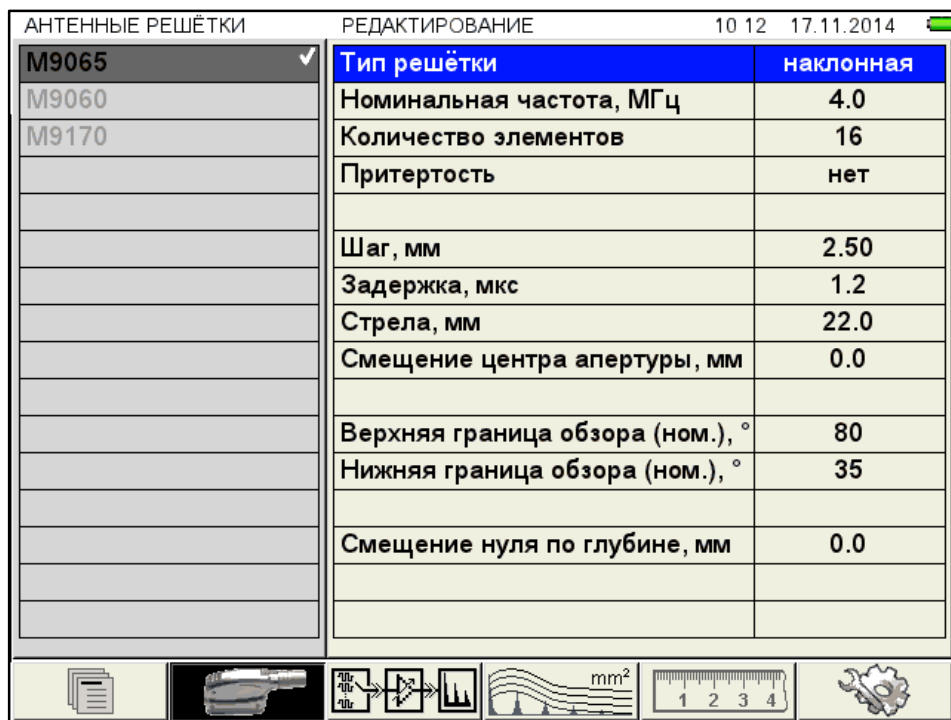 АНТЕННЫЕ РЕШЁТКИ
РЕДАКТИРОВАНИЕ 10 12 17.11.2014
M9065
M9060
M9170
Тип решётки наклонная
Номинальная частота, МГц 4.0
Количество элементов 16
Притертость нет
Шаг, мм 2.50
Задержка, мкс 1.2
Стрела, мм 22.0
Смещение центра апертуры, мм 0.0
Верхняя граница обзора (ном.), ° 80
Нижняя граница обзора (ном.), ° 35
Смещение нуля по глубине, мм 0.0
mm²
1 2 3 4